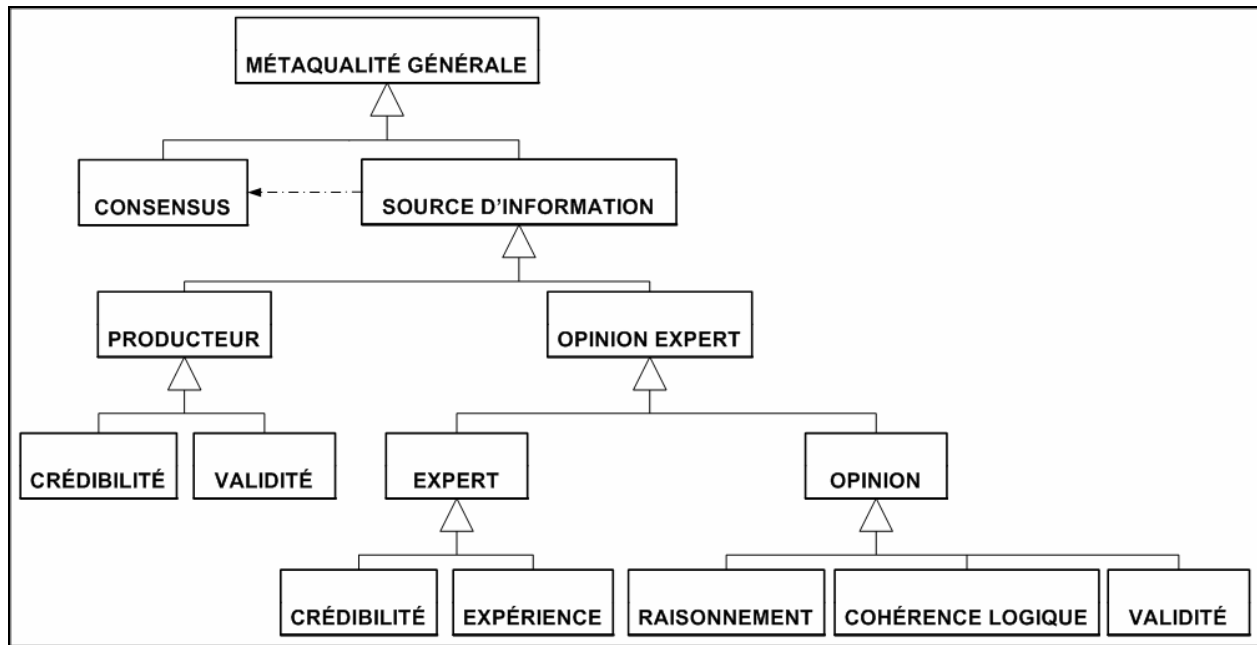 MÉTAQUALITÉ GÉNÉRALE
CONSENSUS
SOURCE D'INFORMATION
PRODUCTEUR
OPINION EXPERT
CRÉDIBILITÉ
VALIDITÉ
EXPERT
OPINION
CRÉDIBILITÉ
EXPÉRIENCE
RAISONNEMENT
COHÉRENCE LOGIQUE
VALIDITÉ